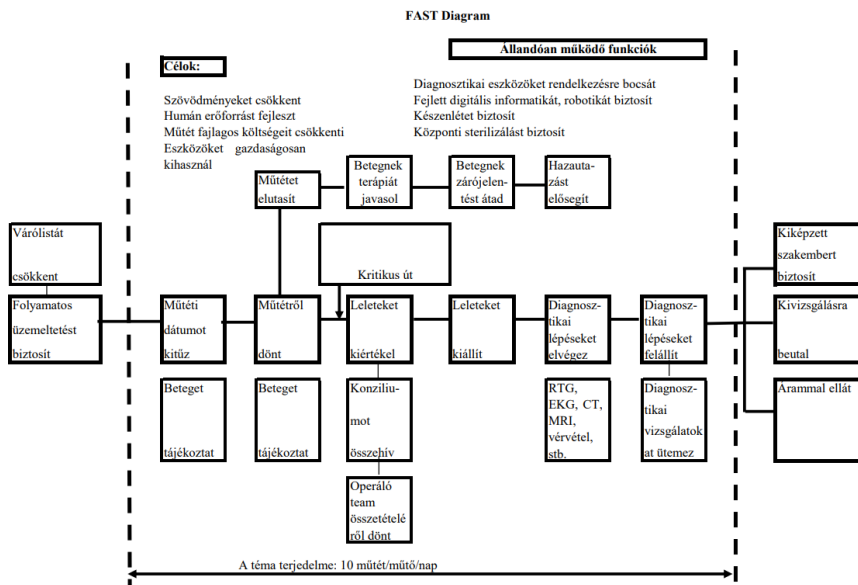 FAST Diagram
Állandóan működő funkciók
Célok:
Diagnosztikai eszközöket rendelkezésre bocsát
Fejlett digitális informatikát, robotikát biztosít
Készenlétet biztosít
Központi sterilizálást biztosít
Szövődményeket csökkent
Humán erőforrást fejleszt
Műtét fajlagos költségeit csökkenti
Eszközöket gazdaságosan
kihasznál
Műtétet
elutasít
Betegnek
terápiát
javasol
Betegnek
zárójelen-
tést átad
Hazauta-
zást
elősegít
Várólistát
csökkent
Kritikus út
Kiképzett
szakembert
biztosít
Folyamatos
üzemeltetést
biztosít
Műtéti
dátumot
kitűz
Műtétről
dönt
Leleteket
kiértékel
Leleteket
kiállít
Diagnosz-
tikai
lépéseket
elvégez
Diagnosz-
tikai
lépéseket
felállít
Kivizsgálásra
beutal
Beteget
tájékoztat
Beteget
tájékoztat
Konziliu-
mot
összehív
RTG,
EKG, CT,
MRI,
vérvétel,
stb.
Diagnosz-
tikai
vizsgálatok
at ütemez
Arammal ellát
Operáló
team
összetételé
ről dönt
A téma terjedelme: 10 műtét/műtő/nap